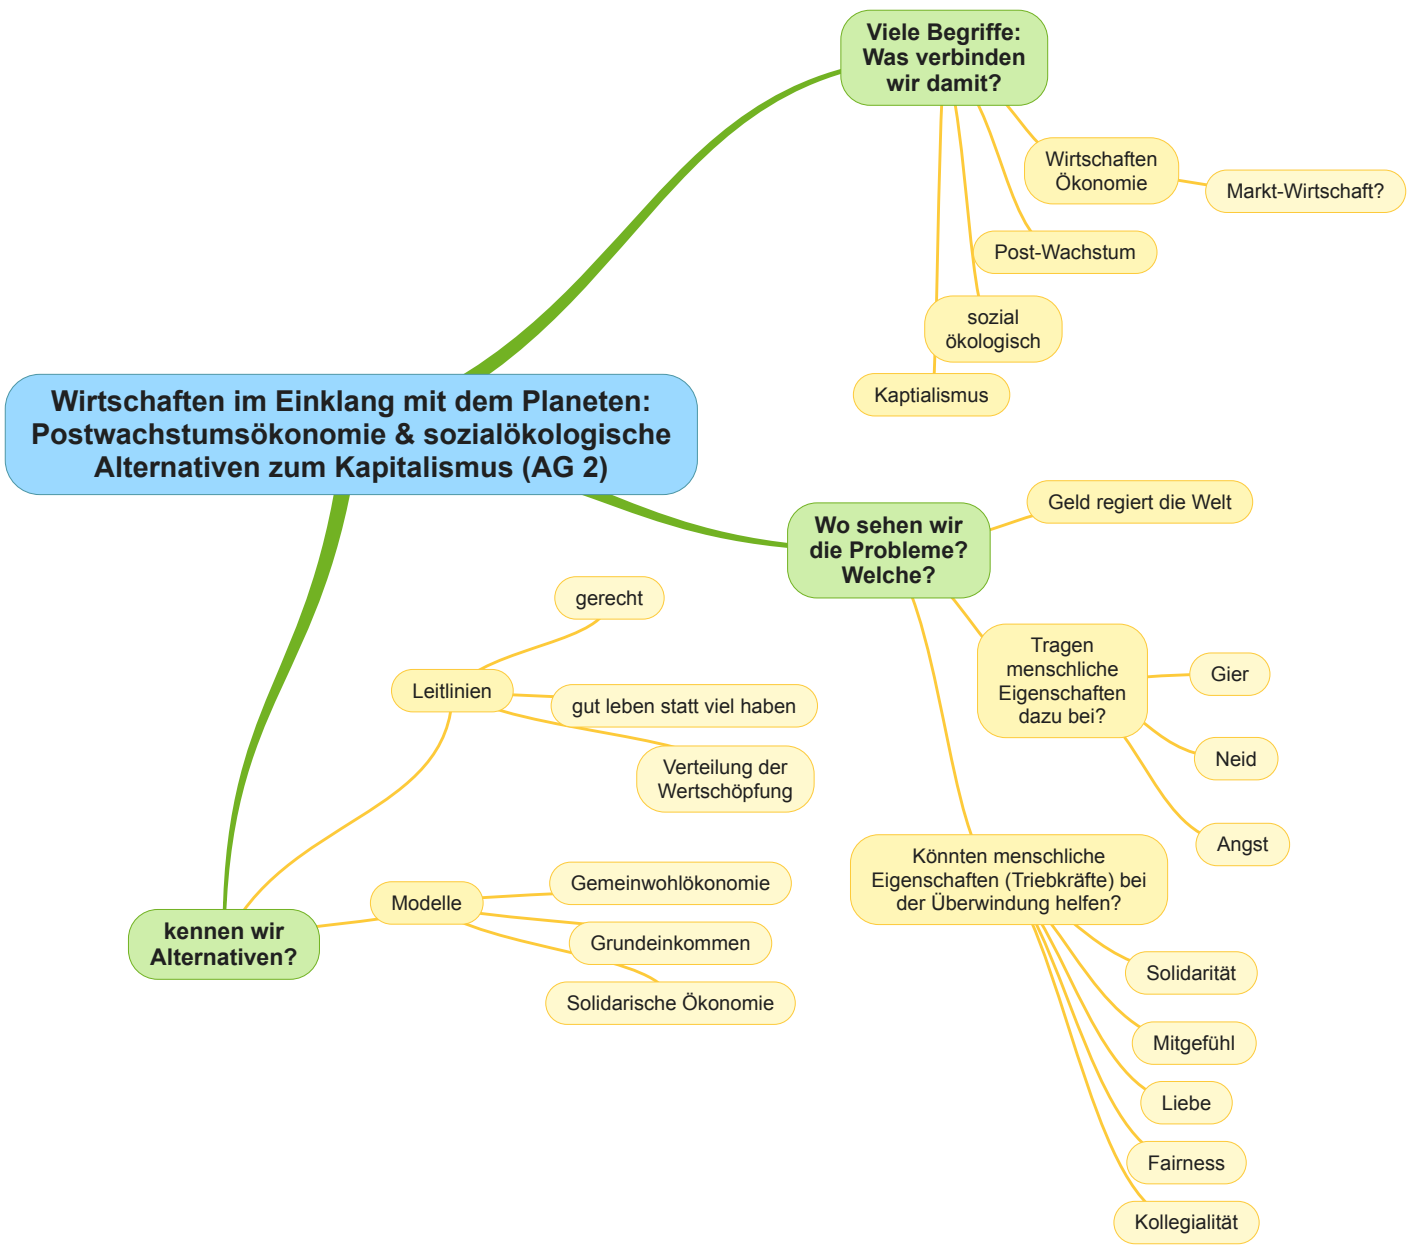 Viele Begriffe:
Was verbinden
wir damit?
Wirtschaften
Ökonomie
Markt-Wirtschaft?
Post-Wachstum
sozial
ökologisch
Kaptialismus
Wirtschaften im Einklang mit dem Planeten:
Postwachstumsökonomie & sozialökologische
Alternativen zum Kapitalismus (AG 2)
Wo sehen wir
die Probleme?
Welche?
Geld regiert die Welt
Tragen
menschliche
Eigenschaften
dazu bei?
Gier
Neid
Angst
Könnten menschliche
Eigenschaften (Triebkräfte) bei
der Überwindung helfen?
Solidarität
Mitgefühl
Liebe
Fairness
Kollegialität
kennen wir
Alternativen?
Leitlinien
gerecht
gut leben statt viel haben
Verteilung der
Wertschöpfung
Modelle
Gemeinwohlökonomie
Grundeinkommen
Solidarische Ökonomie